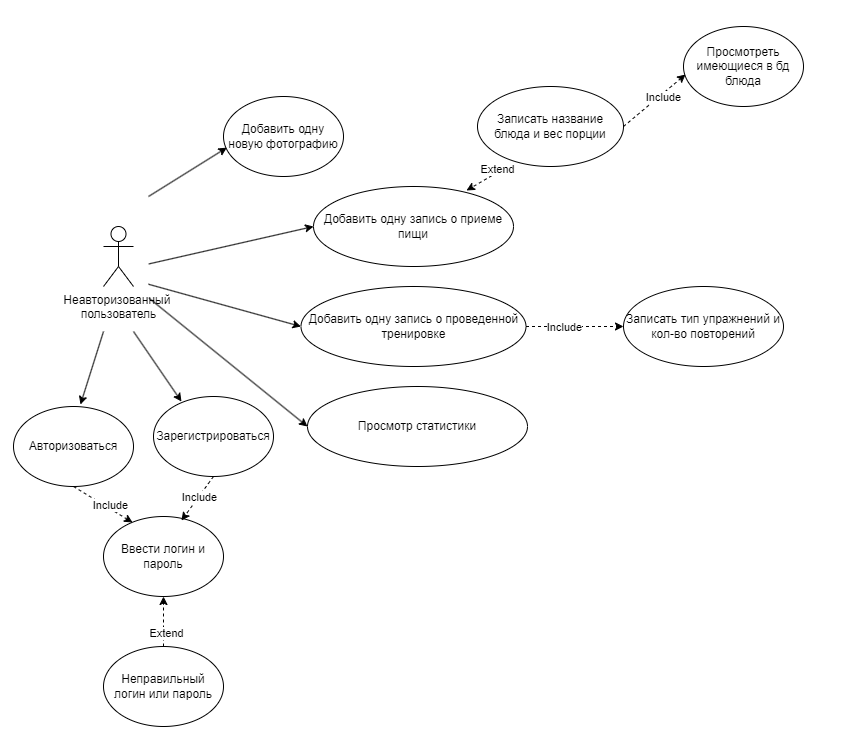 Просмотреть
имеющиеся в бд
блюда
Include
Записать название
блюда и вес порции
Добавить одну
новую фотографию
Extend
Добавить одну запись о приеме
пищи
Неавторизованный
пользователь
Добавить одну запись о проведенной
тренировке
Include
Записать тип упражнений и
кол-во повторений
Просмотр статистики
Авторизоваться
Зарегистрироваться
Include
Include
Ввести логин и
пароль
Extend
Неправильный
логин или пароль